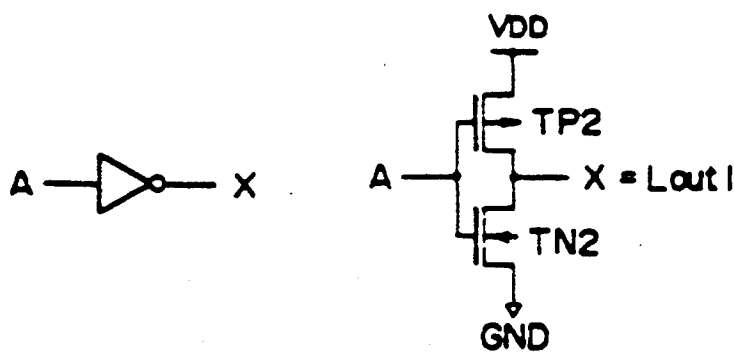 VDD
TP2
A
X
A
X = Lout1
TN2
GND